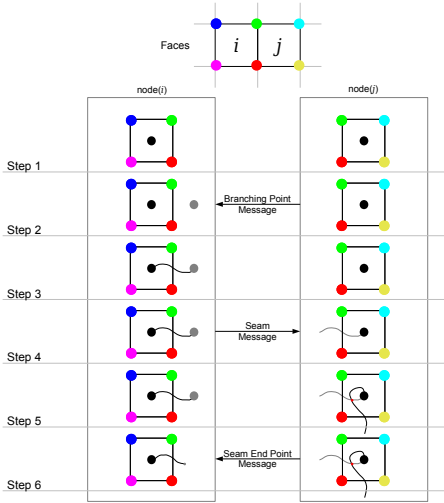 Faces
i
j
node(i)
node(j)
Step 1
Branching Point
Message
Step 2
Step 3
Seam
Message
Step 4
Step 5
Seam End Point
Message
Step 6